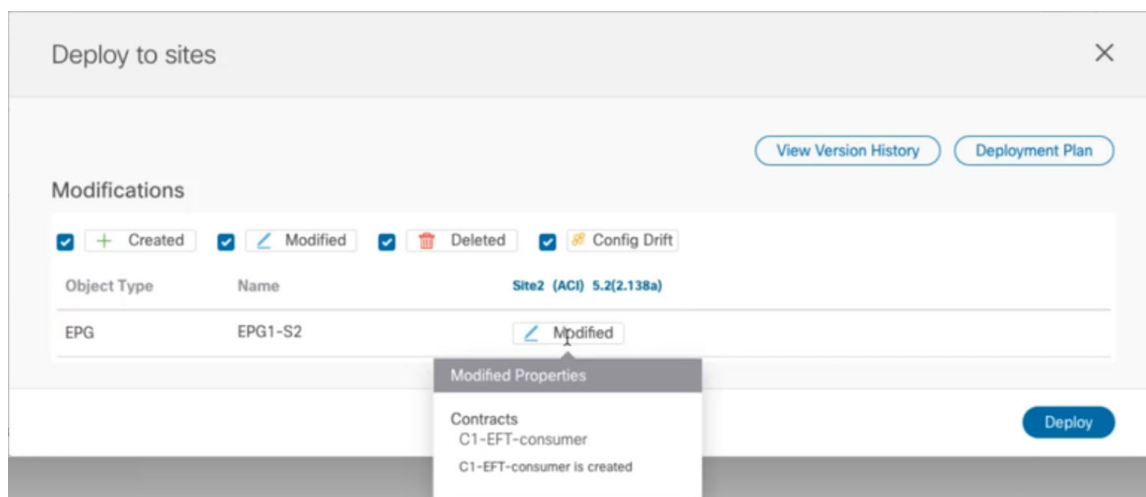 Deploy to sites
View Version History
Deployment Plan
Modifications
Created
Modified
Deleted
Config Drift
Object Type Name Site2 (ACI) 5.2(2.138a)
EPG EPG1-S2 Modified
Modified Properties
Contracts
C1-EFT-consumer
C1-EFT-consumer is created
Deploy